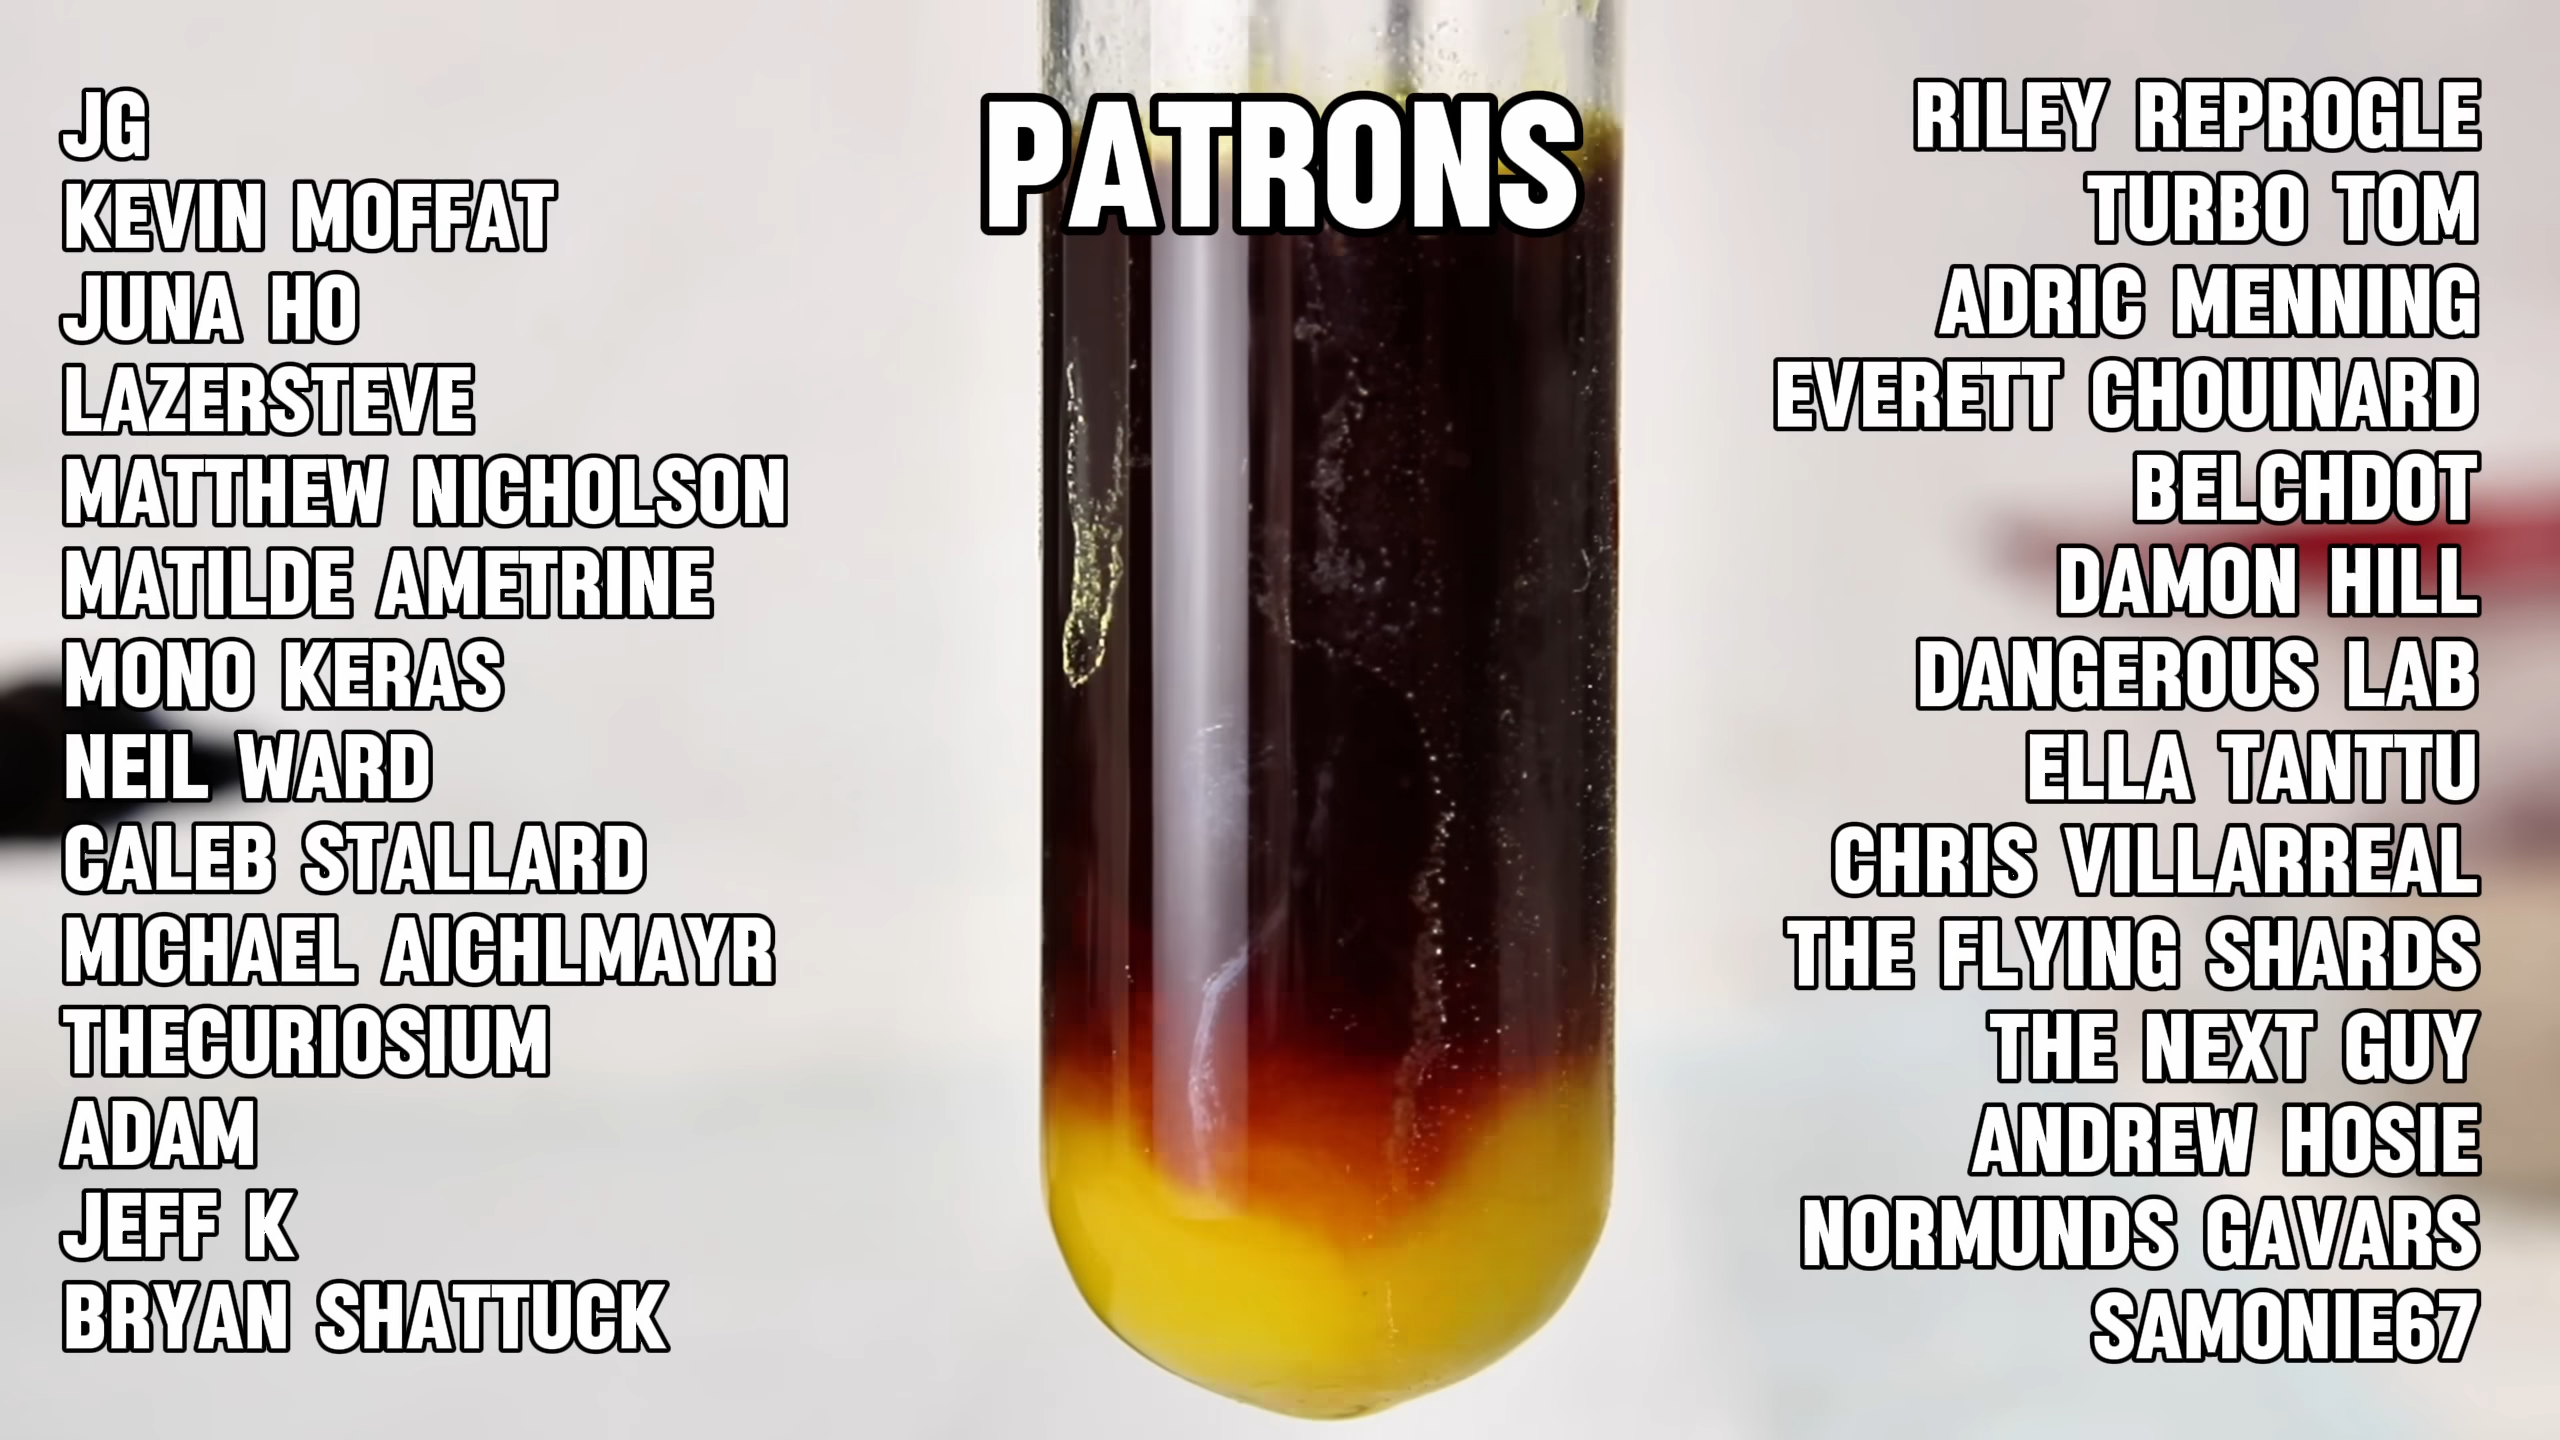 PATRONS
JG
KEVIN MOFFAT
JUNA HO
LAZERSTEVE
MATTHEW NICHOLSON
MATILDE AMETRINE
MONO KERAS
NEIL WARD
CALEB STALLARD
MICHAEL AICHLMAYR
THECURIOSIUM
ADAM
JEFF K
BRYAN SHATTUCK
RILEY REPROGLE
TURBO TOM
ADRIC MENNING
EVERETT CHOUINARD
BELCHDOT
DAMON HILL
DANGEROUS LAB
ELLA TANTTU
CHRIS VILLARREAL
THE FLYING SHARDS
THE NEXT GUY
ANDREW HOSIE
NORMUNDS GAVARS
SAMONIE67